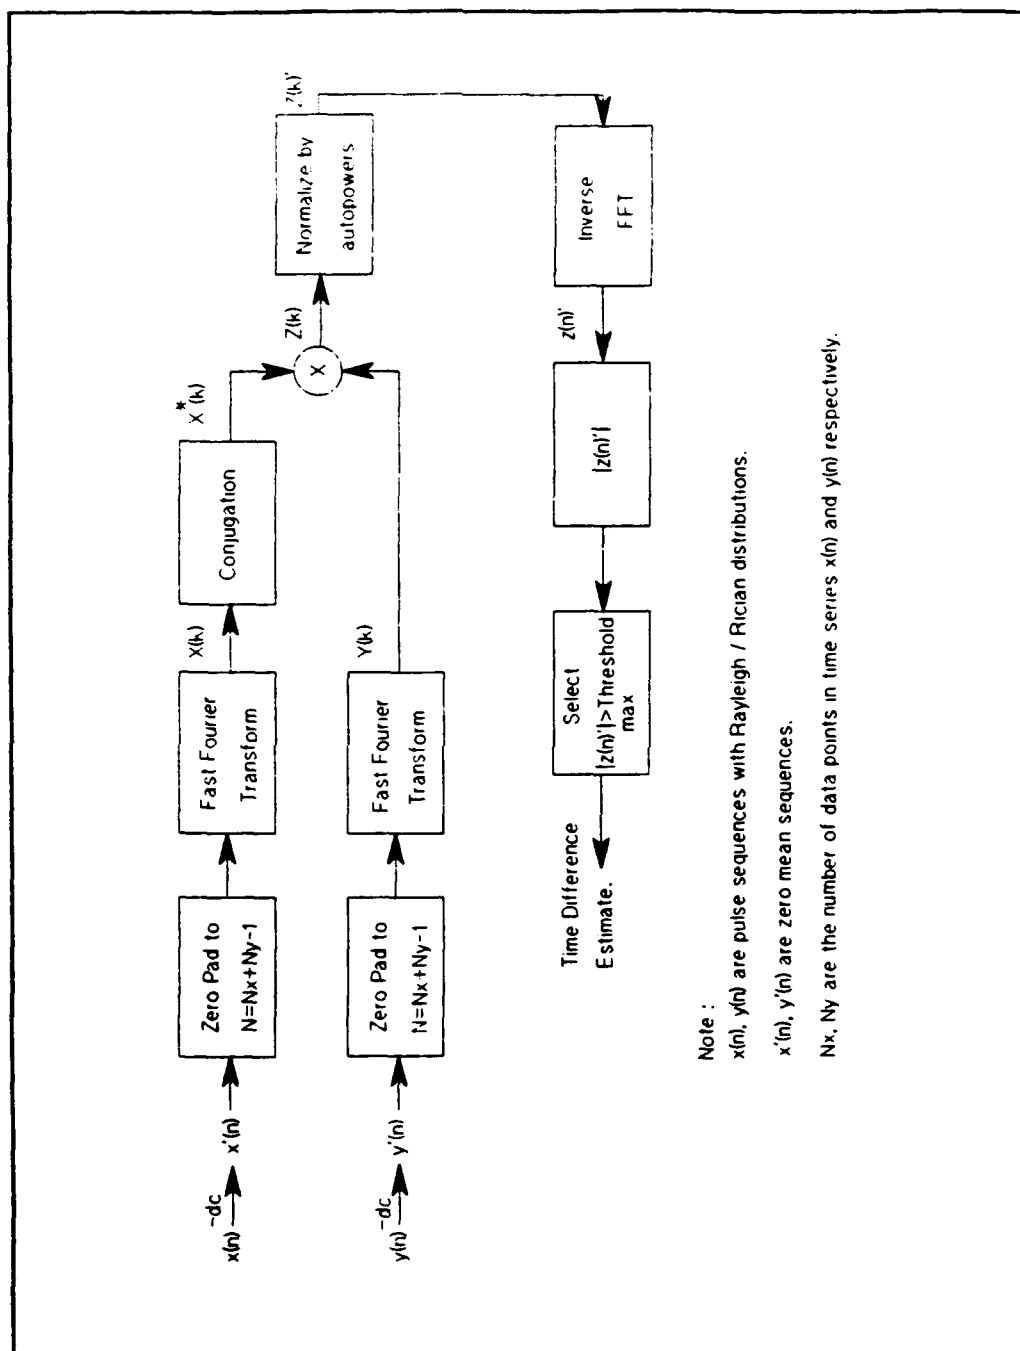 x(n)
-dc
x'(n)
Zero Pad to
N=Nx+Ny-1
Fast Fourier
Transform
X(k)
Conjugation
X*(k)
y(n)
-dc
y'(n)
Zero Pad to
N=Nx+Ny-1
Fast Fourier
Transform
Y(k)
X
Z(k)
Normalize by
autopowers
Z(k)'
Inverse
FFT
z(n)'
|z(n)'|
Select
|z(n)'|>Threshold
max
Time Difference
Estimate.
Note :
x(n), y(n) are pulse sequences with Rayleigh / Rician distributions.
x'(n), y'(n) are zero mean sequences.
Nx, Ny are the number of data points in time series x(n) and y(n) respectively.